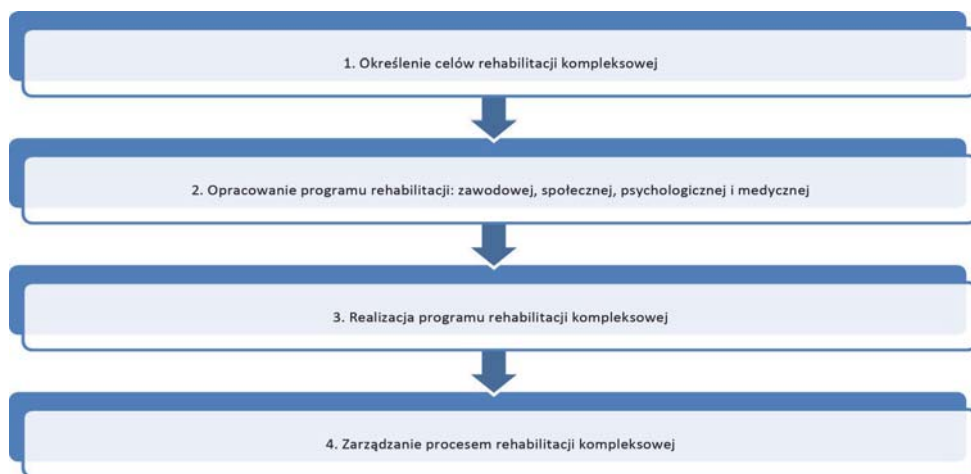 1. Określenie celów rehabilitacji kompleksowej
2. Opracowanie programu rehabilitacji: zawodowej, społecznej, psychologicznej i medycznej
3. Realizacja programu rehabilitacji kompleksowej
4. Zarządzanie procesem rehabilitacji kompleksowej